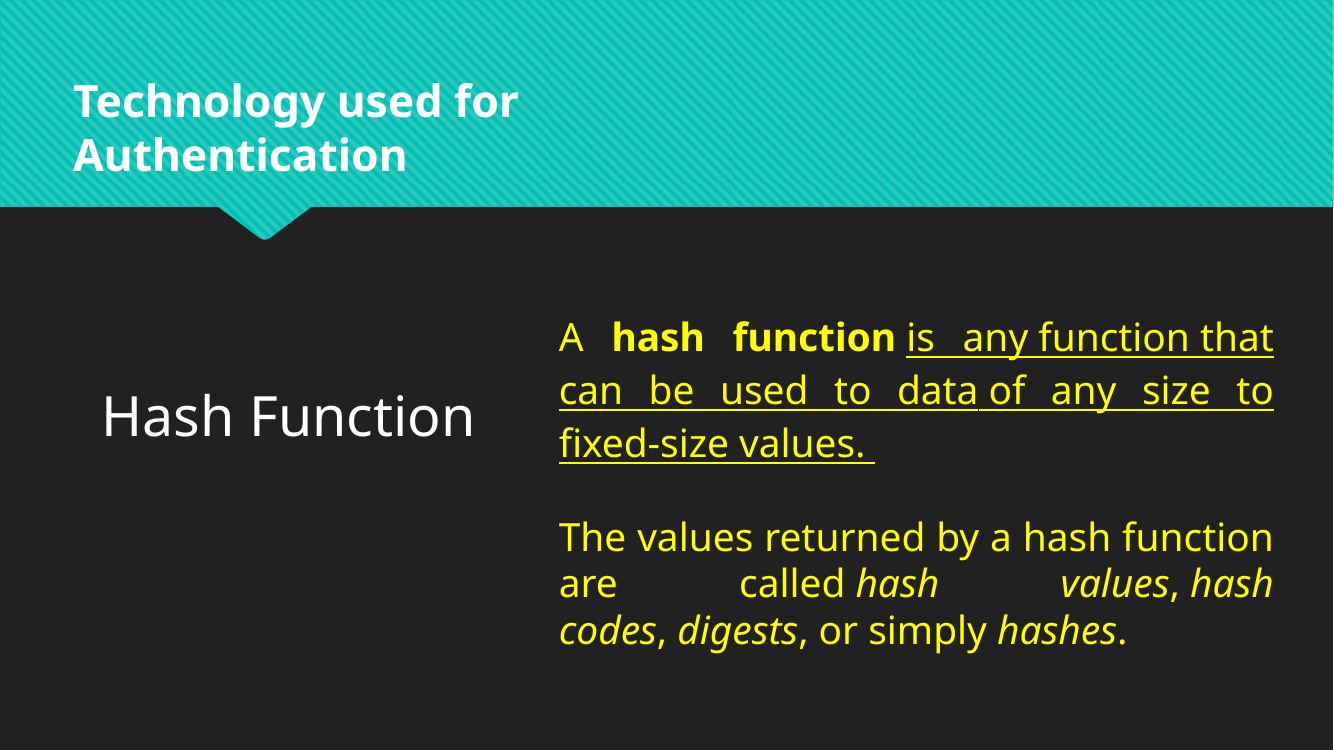 Technology used for
Authentication
Hash Function
A hash function is any function that
can be used to data of any size to
fixed-size values.
The values returned by a hash function
are called hash values, hash
codes, digests, or simply hashes.